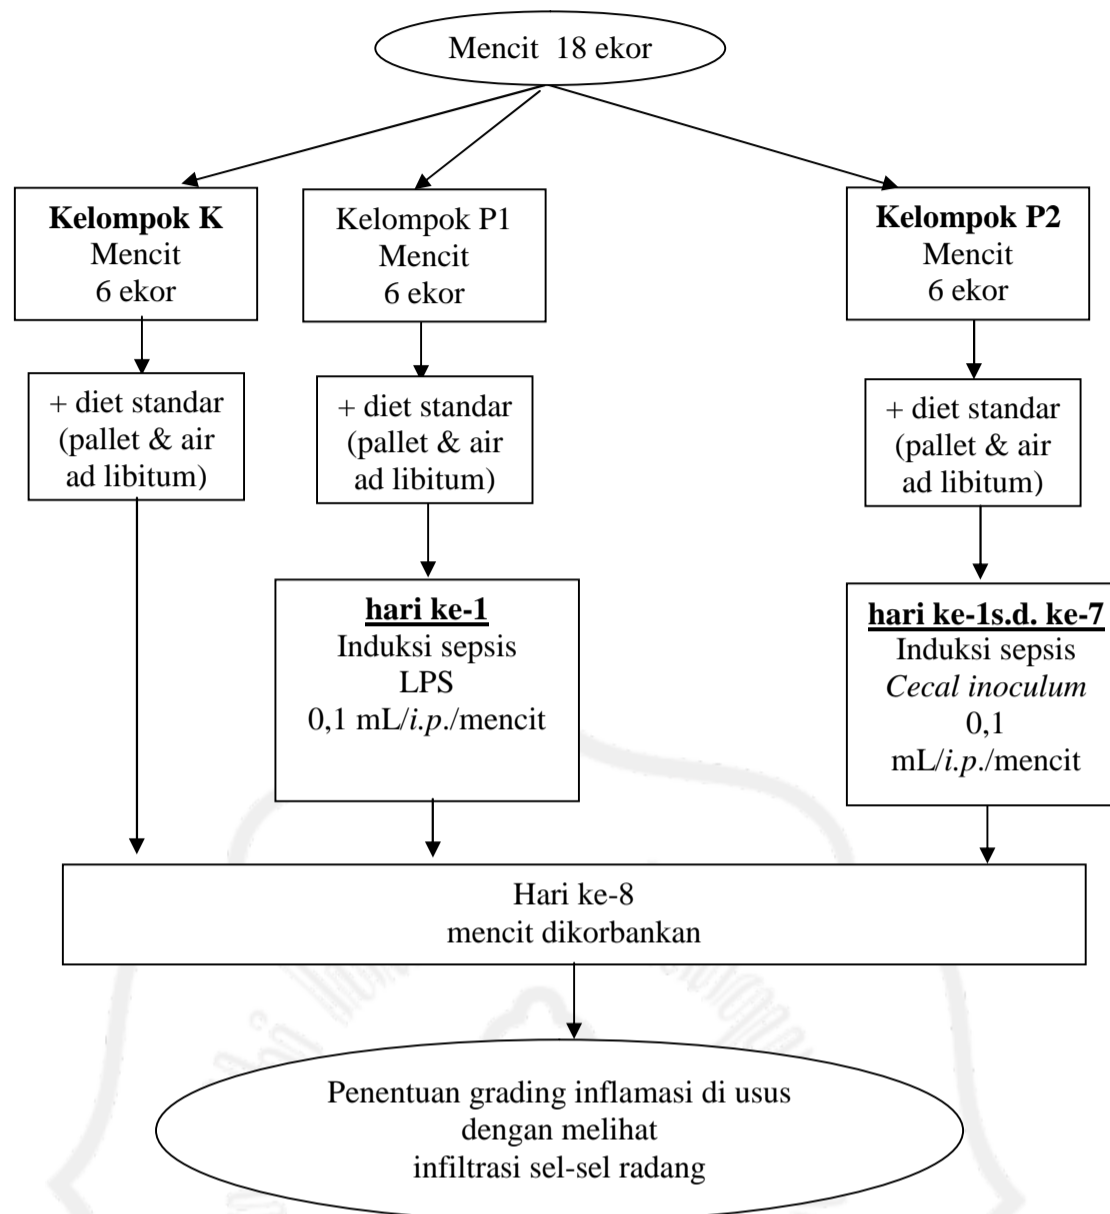 Mencit  18 ekor
Kelompok K
Mencit
6 ekor
Kelompok P1
Mencit
6 ekor
Kelompok P2
Mencit
6 ekor
+ diet standar
(pallet & air
ad libitum)
+ diet standar
(pallet & air
ad libitum)
+ diet standar
(pallet & air
ad libitum)
hari ke-1
Induksi sepsis
LPS
0,1 mL/i.p./mencit
hari ke-1s.d. ke-7
Induksi sepsis
Cecal inoculum
0,1
mL/i.p./mencit
Hari ke-8
mencit dikorbankan
Penentuan grading inflamasi di usus
dengan melihat
infiltrasi sel-sel radang